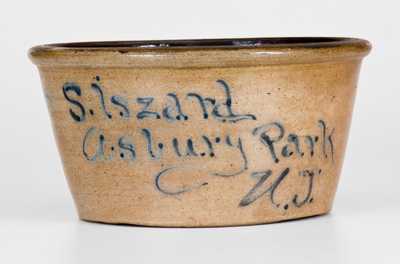 S. Iszard
Asbury Park
N.J.